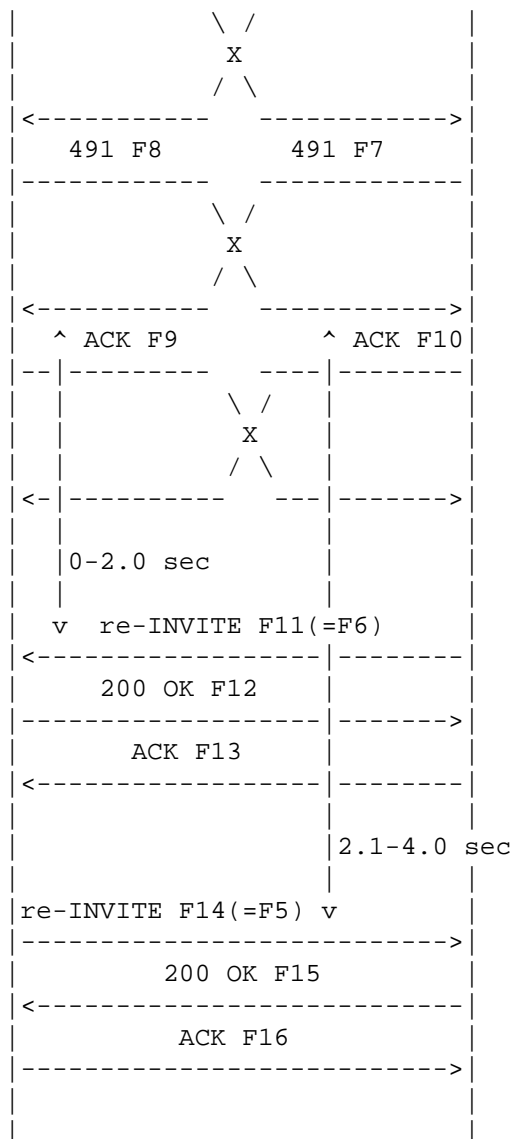 491 F8 491 F7
^ ACK F9 ^ ACK F10
0-2.0 sec
v re-INVITE F11(=F6)
200 OK F12
ACK F13
2.1-4.0 sec
re-INVITE F14(=F5) v
200 OK F15
ACK F16